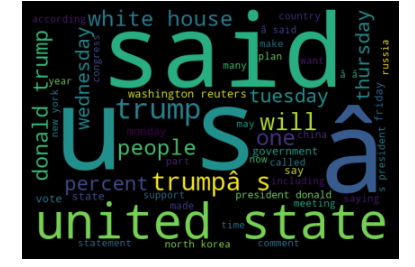 according
white house
â said
country
make
want
â â
said
thursday
donald trump
year
congress
wednesday
many
plan
russia
washington reuters
tuesday
new york
trump
u
s
â
may
will
friday
monday
people
one
china
s president
now
government
part
called
say
percent
trumpâ s
including
saying
vote
state
support
president donald
made
meeting
united state
time
statement
north korea
comment